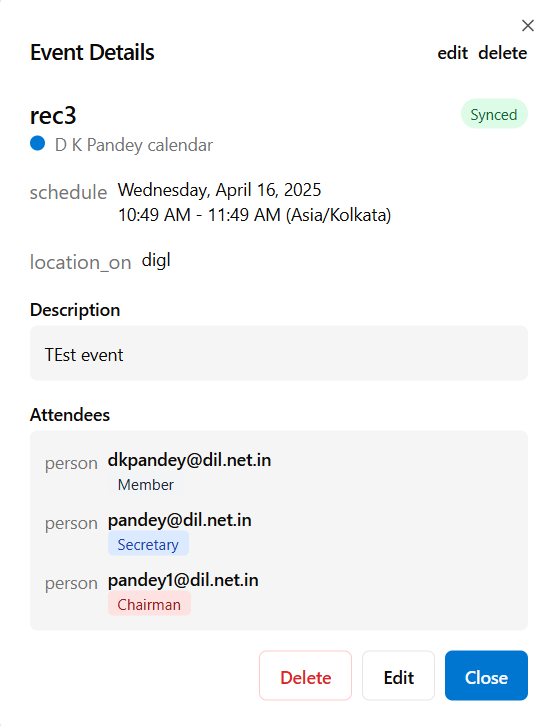 Event Details
edit delete
rec3
Synced
D K Pandey calendar
schedule Wednesday, April 16, 2025
10:49 AM - 11:49 AM (Asia/Kolkata)
location_on digl
Description
TEst event
Attendees
person dkpandey@dil.net.in
Member
person pandey@dil.net.in
Secretary
person pandey1@dil.net.in
Chairman
Delete Edit Close